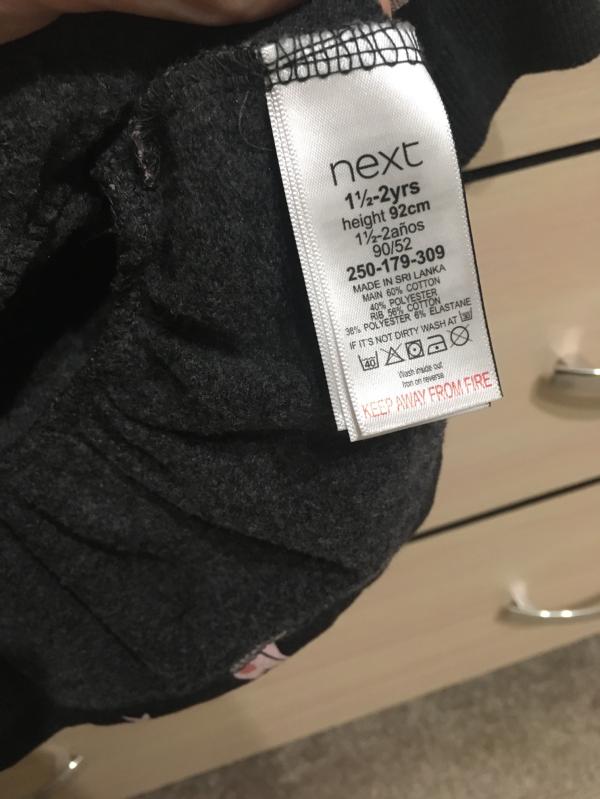 next
1½-2yrs
height 92cm
1½-2años
90/52
250-179-309
MADE IN SRI LANKA
MAIN 60% COTTON
40% POLYESTER
RIB 56% COTTON
38% POLYESTER 6% ELASTANE
IF IT'S NOT DIRTY WASH AT 30
40
Wash inside out
Iron on reverse
KEEP AWAY FROM FIRE